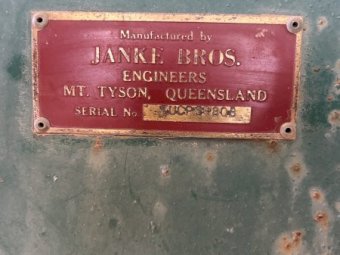 Manufactured by
JANKE BROS.
ENGINEERS
MT. TYSON, QUEENSLAND
SERIAL No.